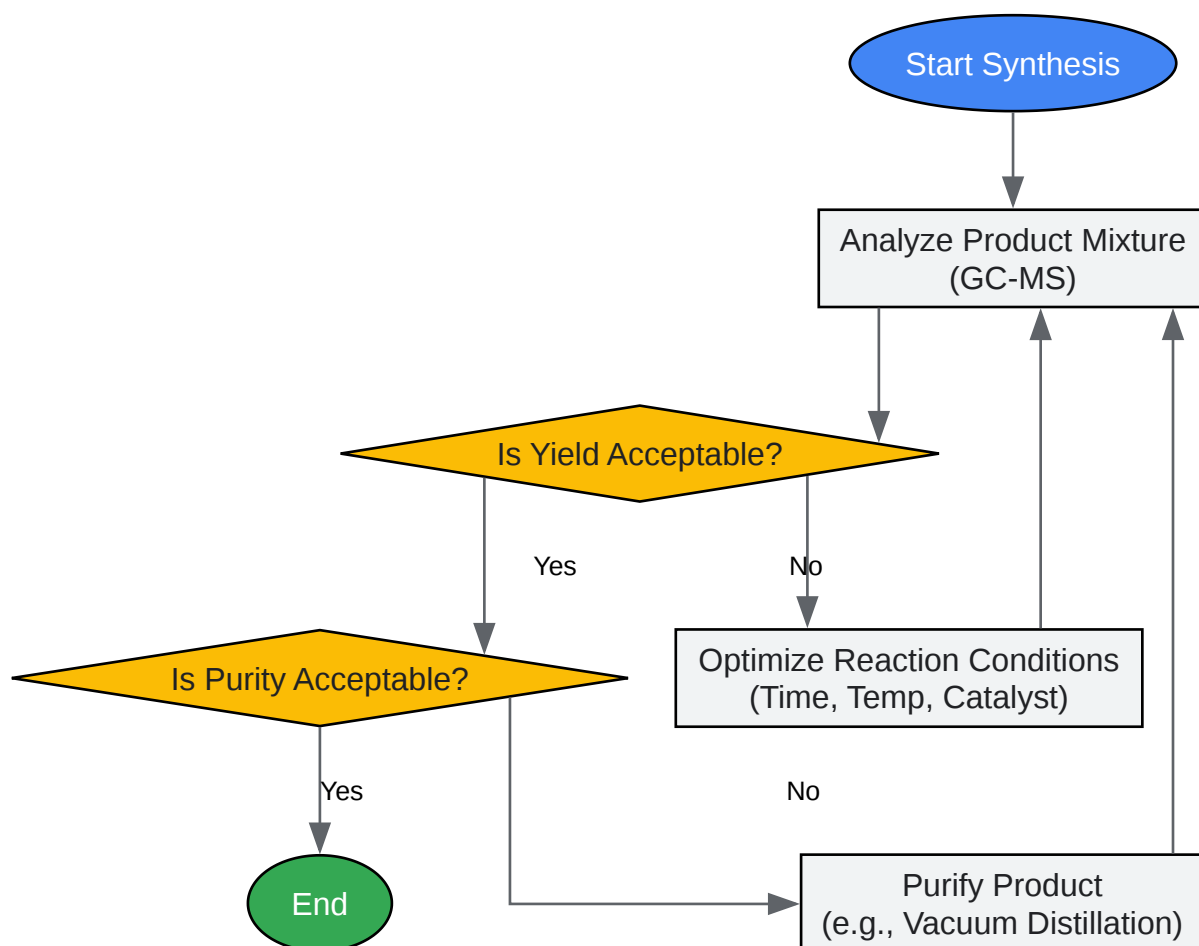 Start Synthesis
Analyze Product Mixture
(GC-MS)
Is Yield Acceptable?
Yes
No
Is Purity Acceptable?
Optimize Reaction Conditions
(Time, Temp, Catalyst)
Yes
No
End
Purify Product
(e.g., Vacuum Distillation)